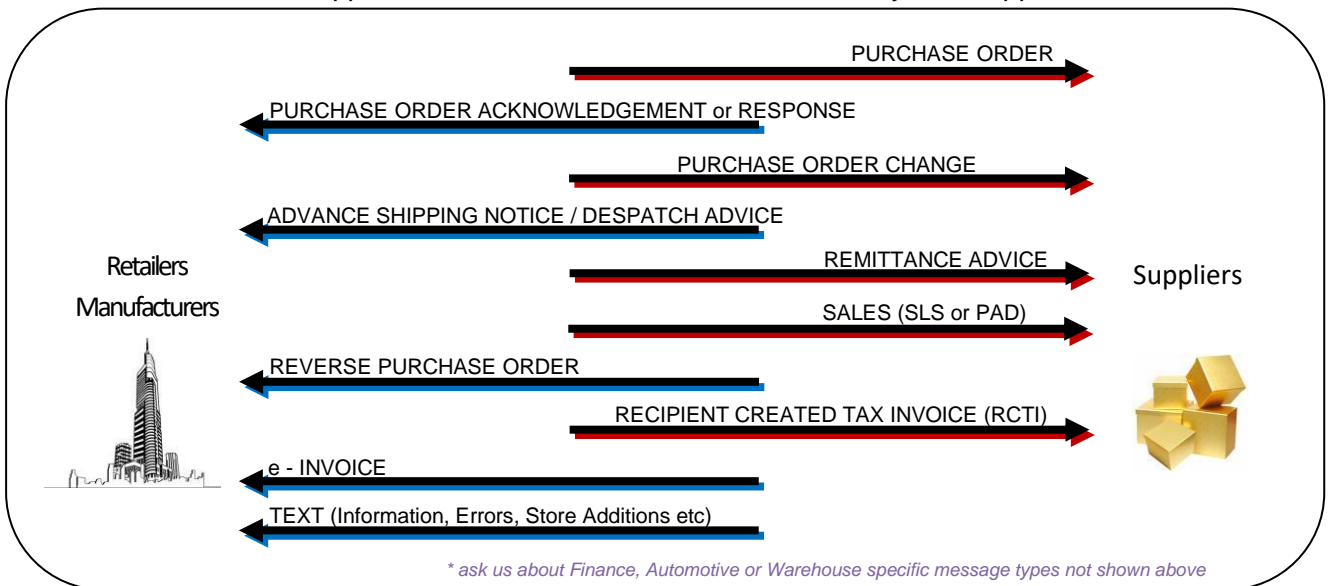 PURCHASE ORDER
PURCHASE ORDER ACKNOWLEDGEMENT or RESPONSE
PURCHASE ORDER CHANGE
ADVANCE SHIPPING NOTICE / DESPATCH ADVICE
Retailers
Manufacturers
REMITTANCE ADVICE
Suppliers
SALES (SLS or PAD)
REVERSE PURCHASE ORDER
RECIPIENT CREATED TAX INVOICE (RCTI)
e - INVOICE
TEXT (Information, Errors, Store Additions etc)
* ask us about Finance, Automotive or Warehouse specific message types not shown above